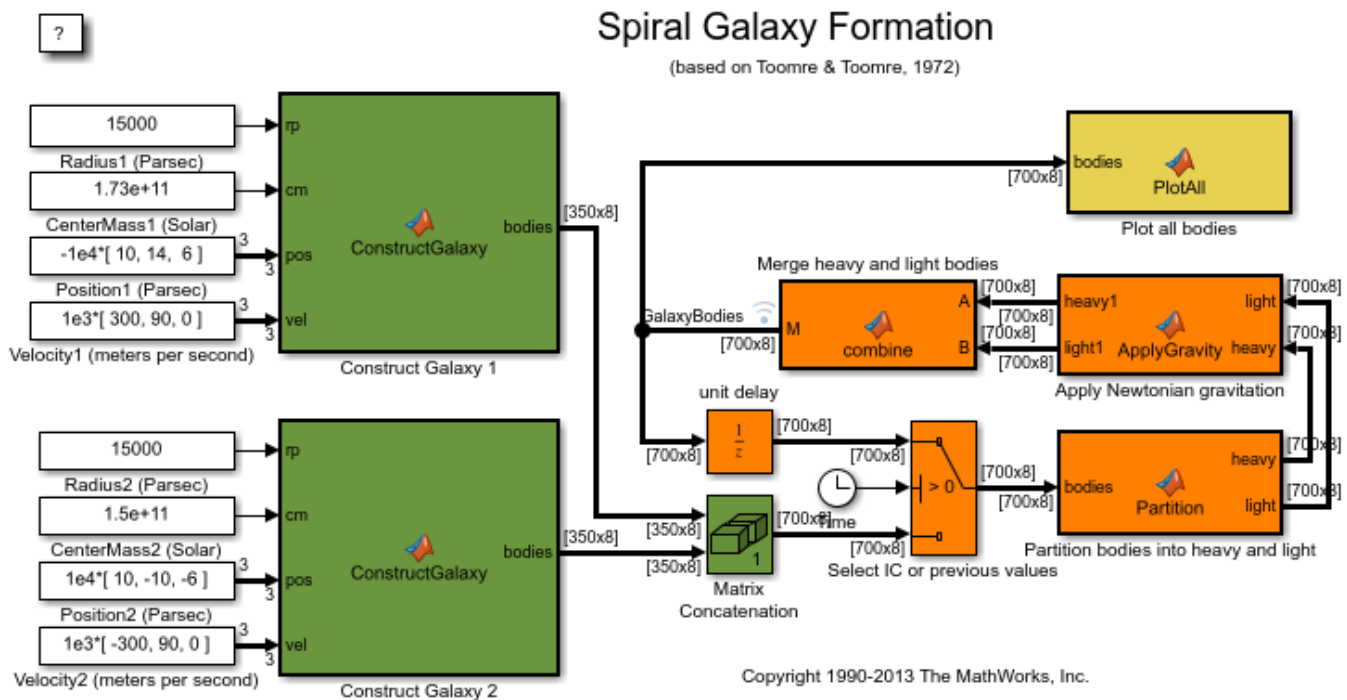 ?
Spiral Galaxy Formation
(based on Toomre & Toomre, 1972)
15000
Radius1 (Parsec)
1.73e+11
CenterMass1 (Solar)
-1e4*[ 10, 14, 6 ]
3
3
Position1 (Parsec)
1e3*[ 300, 90, 0 ]
3
3
Velocity1 (meters per second)
rp
cm
pos
vel
ConstructGalaxy
bodies
[350x8]
Construct Galaxy 1
15000
Radius2 (Parsec)
1.5e+11
CenterMass2 (Solar)
1e4*[ 10, -10, -6 ]
3
3
Position2 (Parsec)
1e3*[ -300, 90, 0 ]
3
3
Velocity2 (meters per second)
rp
cm
pos
vel
ConstructGalaxy
bodies
[350x8]
Construct Galaxy 2
[700x8]
bodies
PlotAll
Plot all bodies
Merge heavy and light bodies
GalaxyBodies
[700x8]
M
combine
A
B
[700x8]
[700x8]
[700x8]
[700x8]
heavy1
light1
ApplyGravity
light
heavy
[700x8]
[700x8]
Apply Newtonian gravitation
unit delay
[700x8]
1
z
[700x8]
[700x8]
Time
> 0
[350x8]
[350x8]
1
[700x8]
[700x8]
Matrix
Concatenation
Select IC or previous values
[700x8]
[700x8]
bodies
Partition
heavy
light
[700x8]
[700x8]
Partition bodies into heavy and light
Copyright 1990-2013 The MathWorks, Inc.